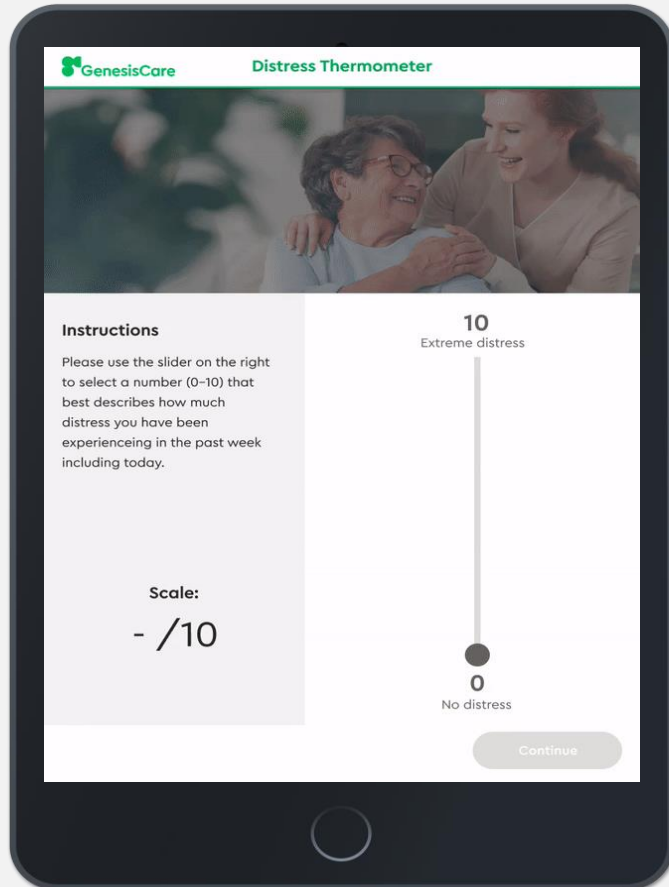 GenesisCare
Distress Thermometer
Instructions
Please use the slider on the right
to select a number (0–10) that
best describes how much
distress you have been
experienceing in the past week
including today.
Scale:
- /10
10
Extreme distress
0
No distress
Continue